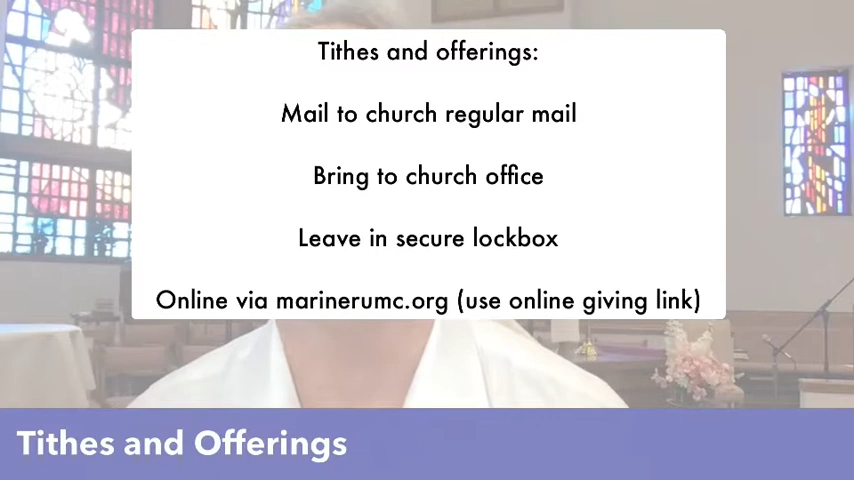 Tithes and offerings:
Mail to church regular mail
Bring to church office
Leave in secure lockbox
Online via marinerumc.org (use online giving link)
Tithes and Offerings